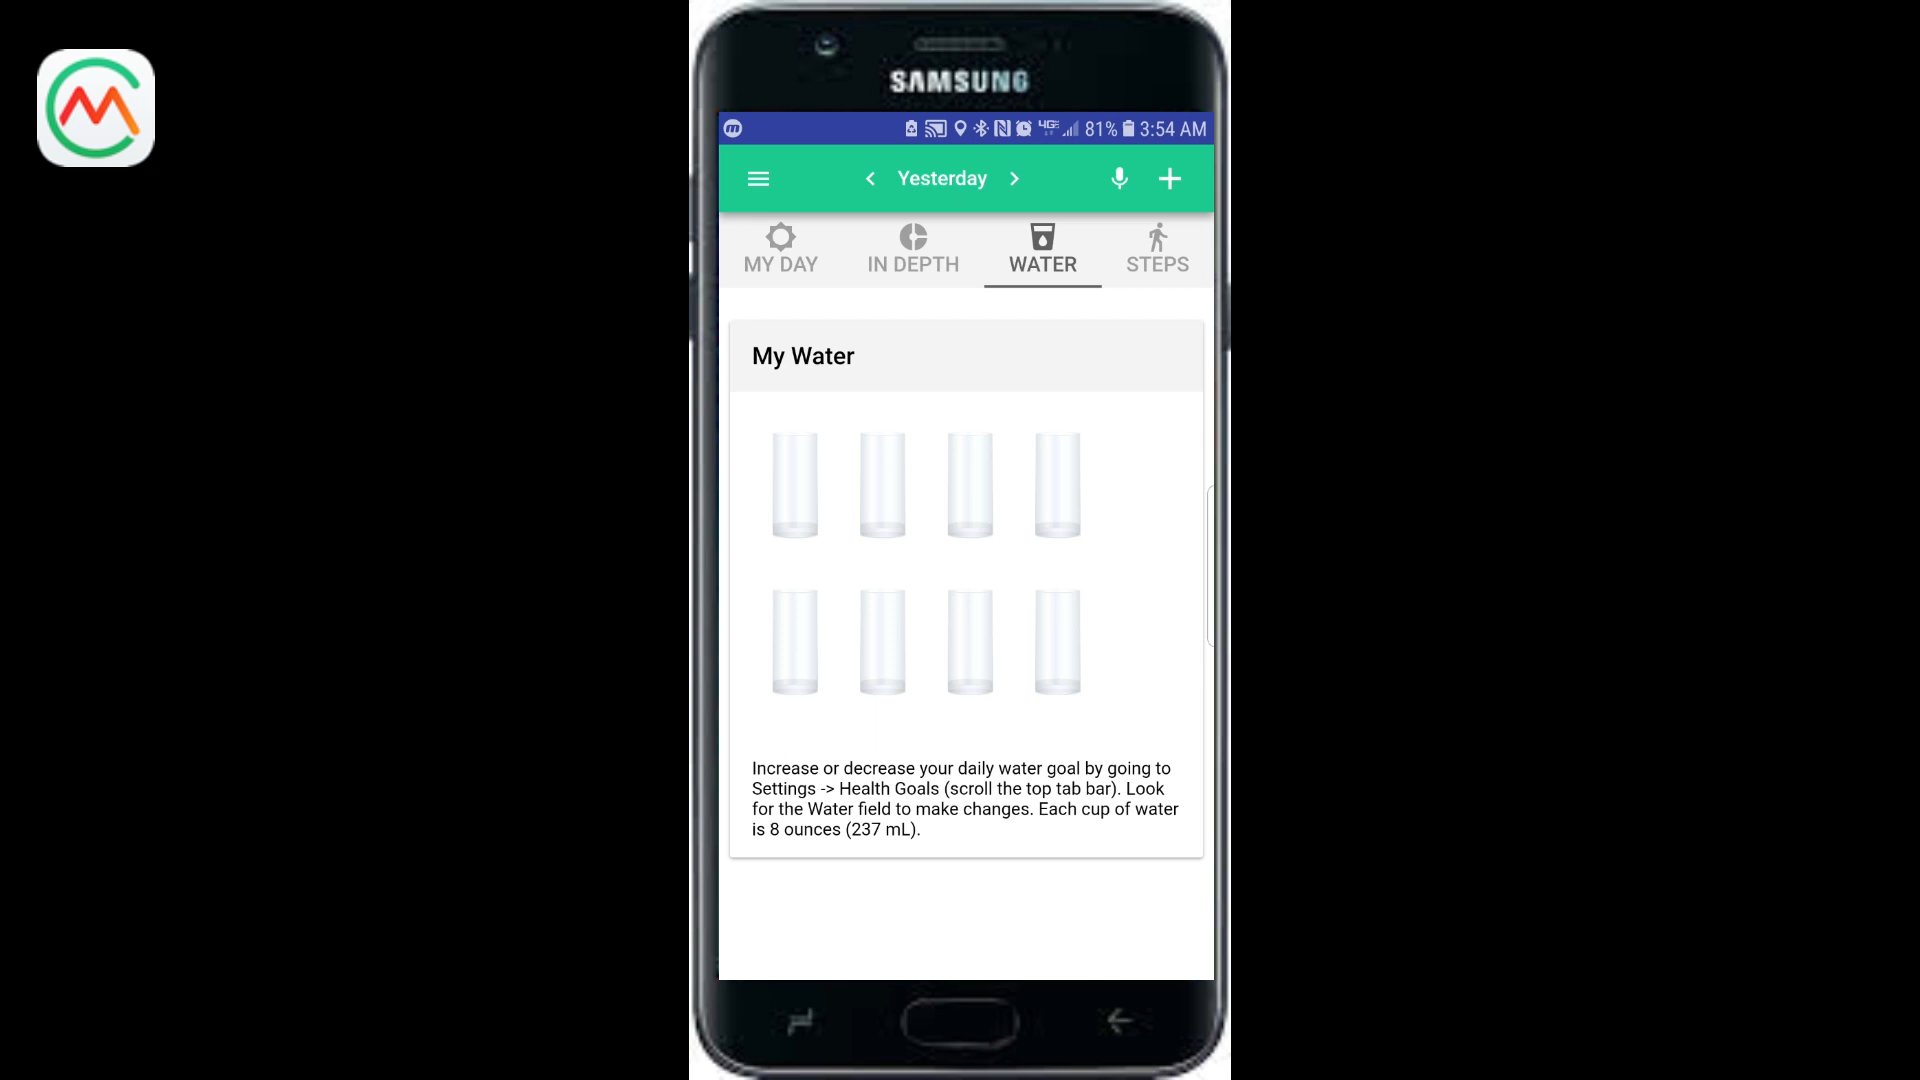 SAMSUNG
81% 3:54 AM
Yesterday
MY DAY IN DEPTH WATER STEPS
My Water
Increase or decrease your daily water goal by going to
Settings -> Health Goals (scroll the top tab bar). Look
for the Water field to make changes. Each cup of water
is 8 ounces (237 mL).